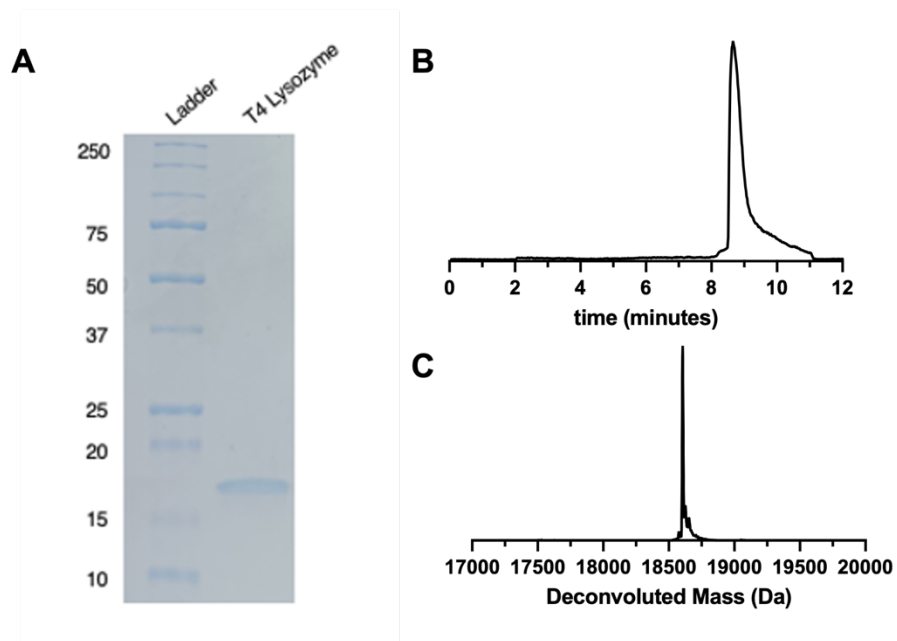 A
Ladder
T4 Lysozyme
250
75
50
37
25
20
15
10
B
0 2 4 6 8 10 12
time (minutes)
C
17000 17500 18000 18500 19000 19500 20000
Deconvoluted Mass (Da)